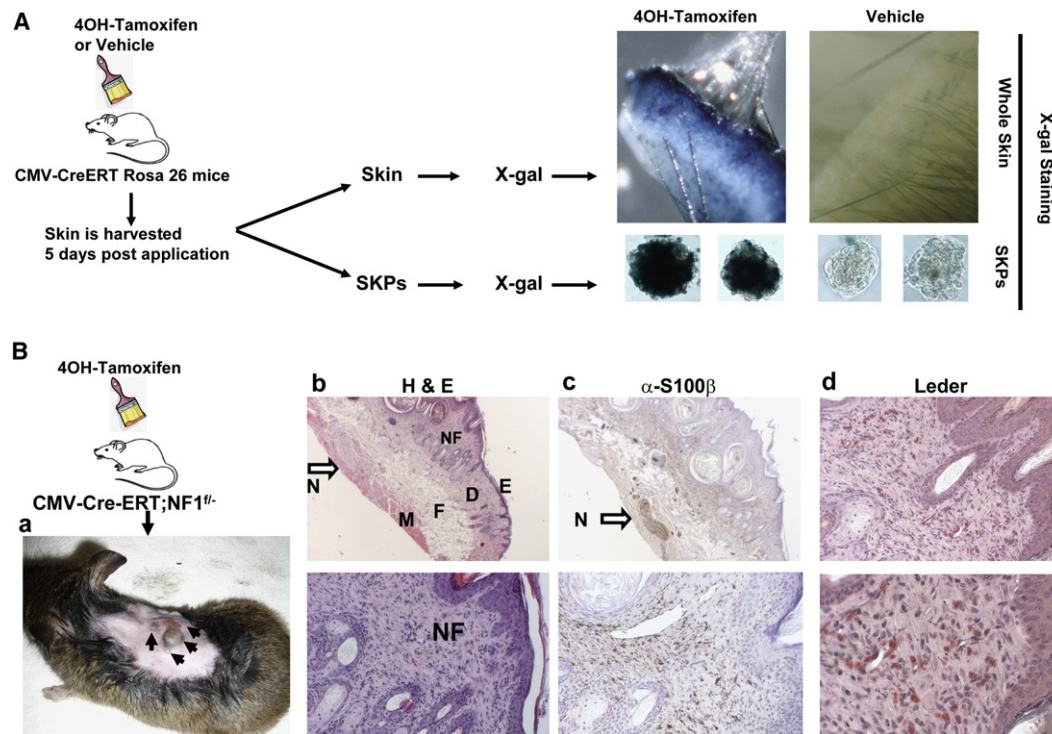 A
4OH-Tamoxifen
or Vehicle
CMV-CreERT Rosa 26 mice
Skin is harvested
5 days post application
Skin
X-gal
SKPs
X-gal
4OH-Tamoxifen
Vehicle
Whole Skin
SKPs
X-gal Staining
B
4OH-Tamoxifen
CMV-Cre-ERT;NF1f/-
a
b
H & E
N
NF
E
D
F
M
NF
c
α-S100β
N
d
Leder